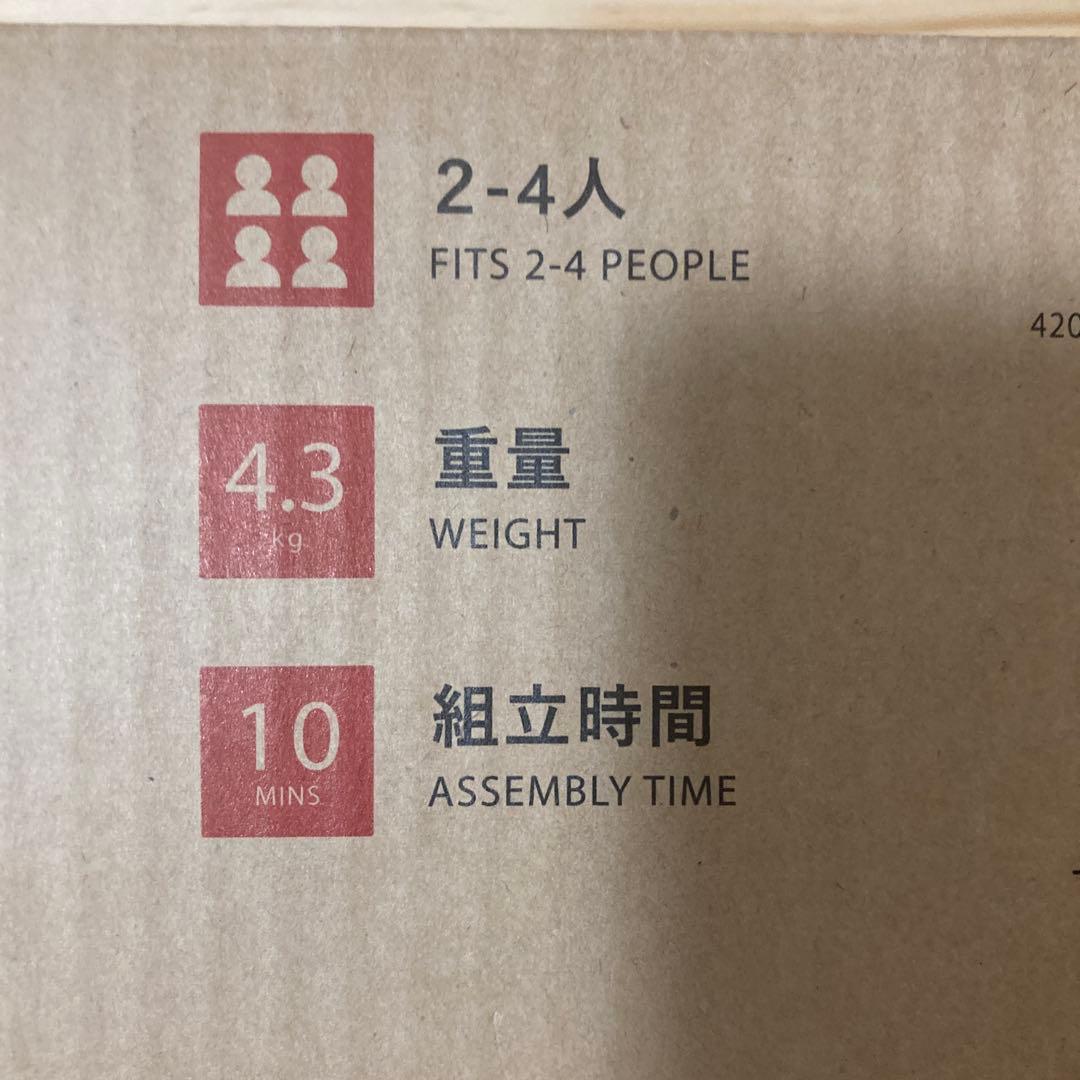 2-4人
FITS 2-4 PEOPLE
420
4.3
kg
重量
WEIGHT
10
MINS
組立時間
ASSEMBLY TIME